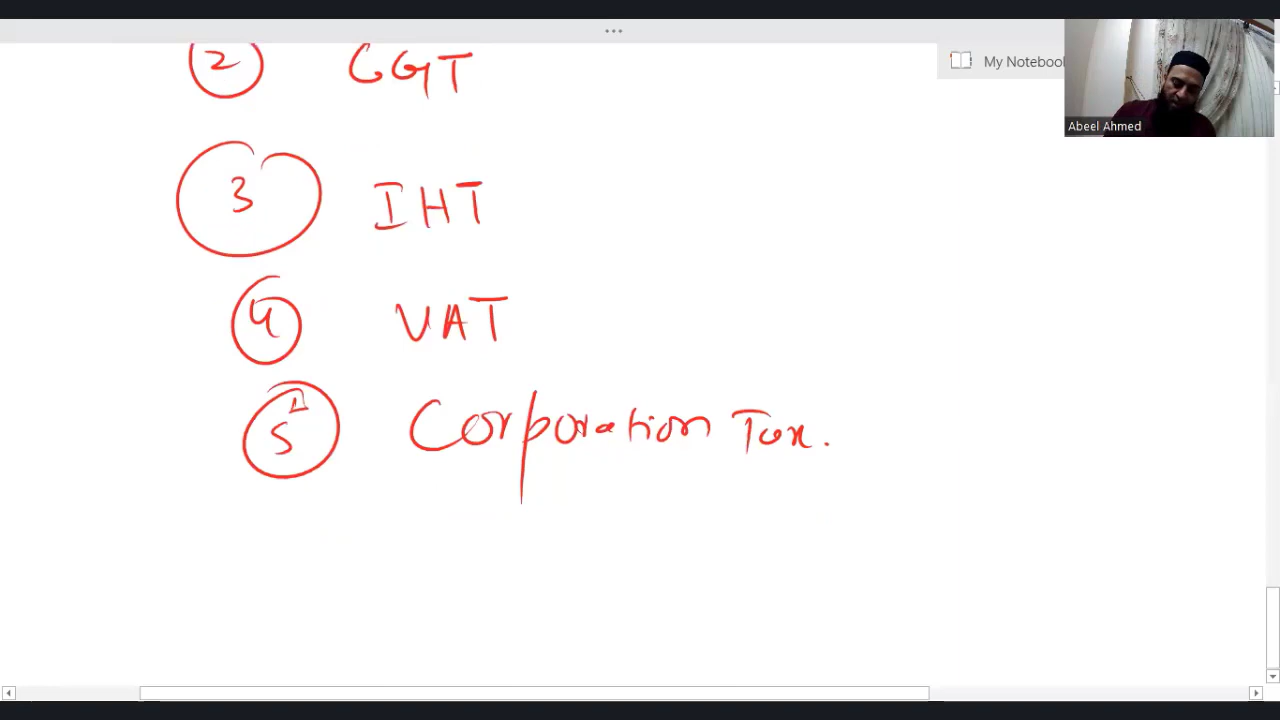 My Notebook
Abeel Ahmed
2 CGT
3 IHT
4 VAT
5 Corporation Tax.